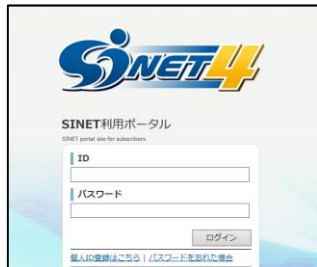 SINET4
SINET利用ポータル
SINET portal site for subscribers
ID
パスワード
ログイン
個人ID登録はこちら | パスワードを忘れた場合